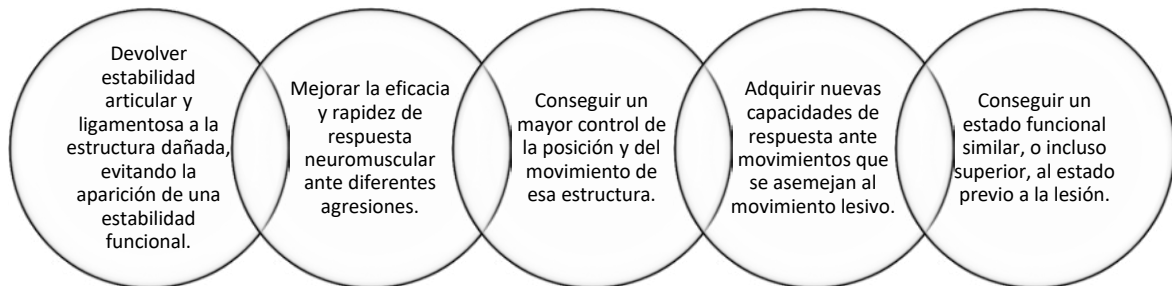 Devolver
estabilidad
articular y
ligamentosa a la
estructura dañada,
evitando la
aparición de una
estabilidad
funcional.
Mejorar la eficacia
y rapidez de
respuesta
neuromuscular
ante diferentes
agresiones.
Conseguir un
mayor control de
la posición y del
movimiento de
esa estructura.
Adquirir nuevas
capacidades de
respuesta ante
movimientos que
se asemejan al
movimiento lesivo.
Conseguir un
estado funcional
similar, o incluso
superior, al estado
previo a la lesión.